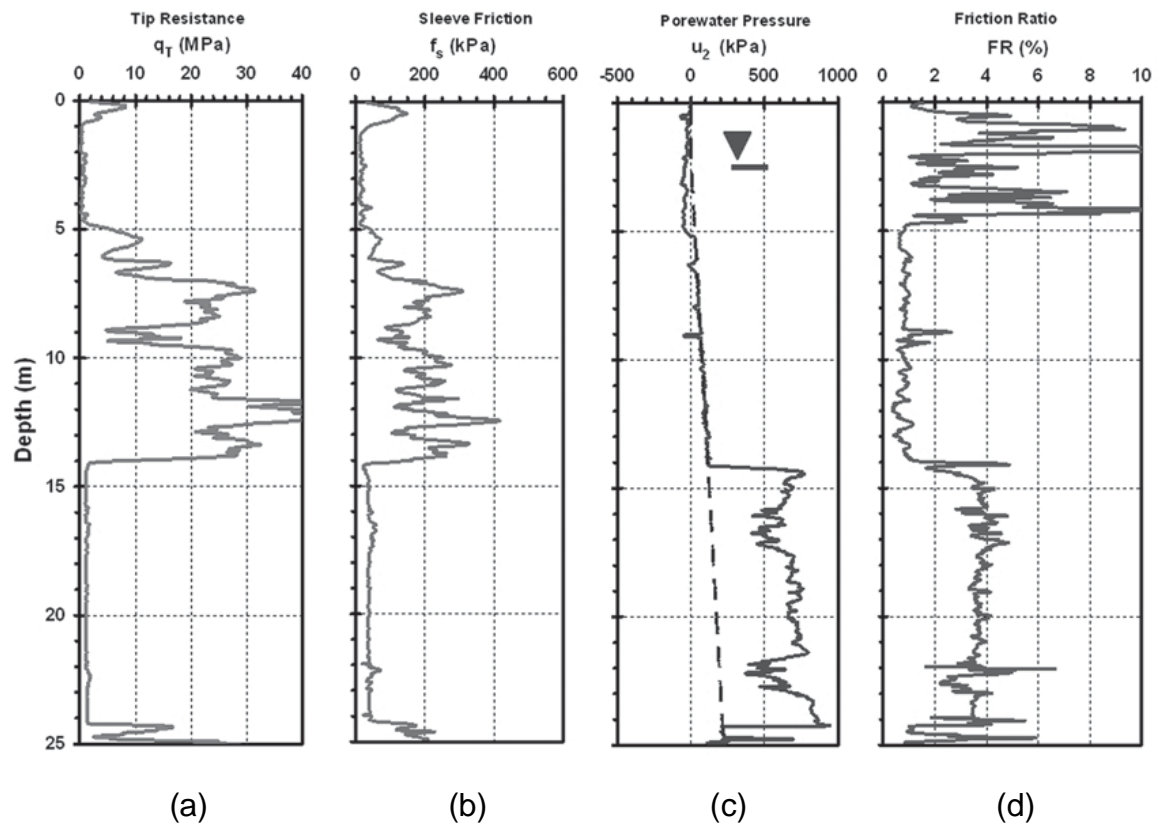 Tip Resistance
qT (MPa)
0 10 20 30 40
Sleeve Friction
fs (kPa)
0 200 400 600
Porewater Pressure
u2 (kPa)
-500 0 500 1000
Friction Ratio
FR (%)
0 2 4 6 8 10
Depth (m)
0
5
10
15
20
25
(a) (b) (c) (d)